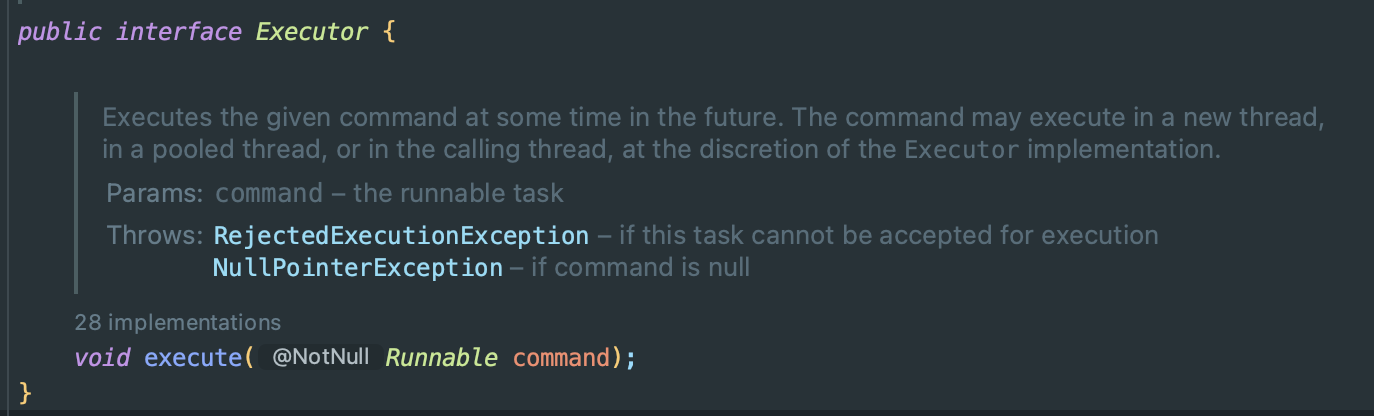 public interface Executor {
Executes the given command at some time in the future. The command may execute in a new thread,
in a pooled thread, or in the calling thread, at the discretion of the Executor implementation.
Params: command – the runnable task
Throws: RejectedExecutionException – if this task cannot be accepted for execution
NullPointerException – if command is null
28 implementations
void execute( @NotNull Runnable command);
}